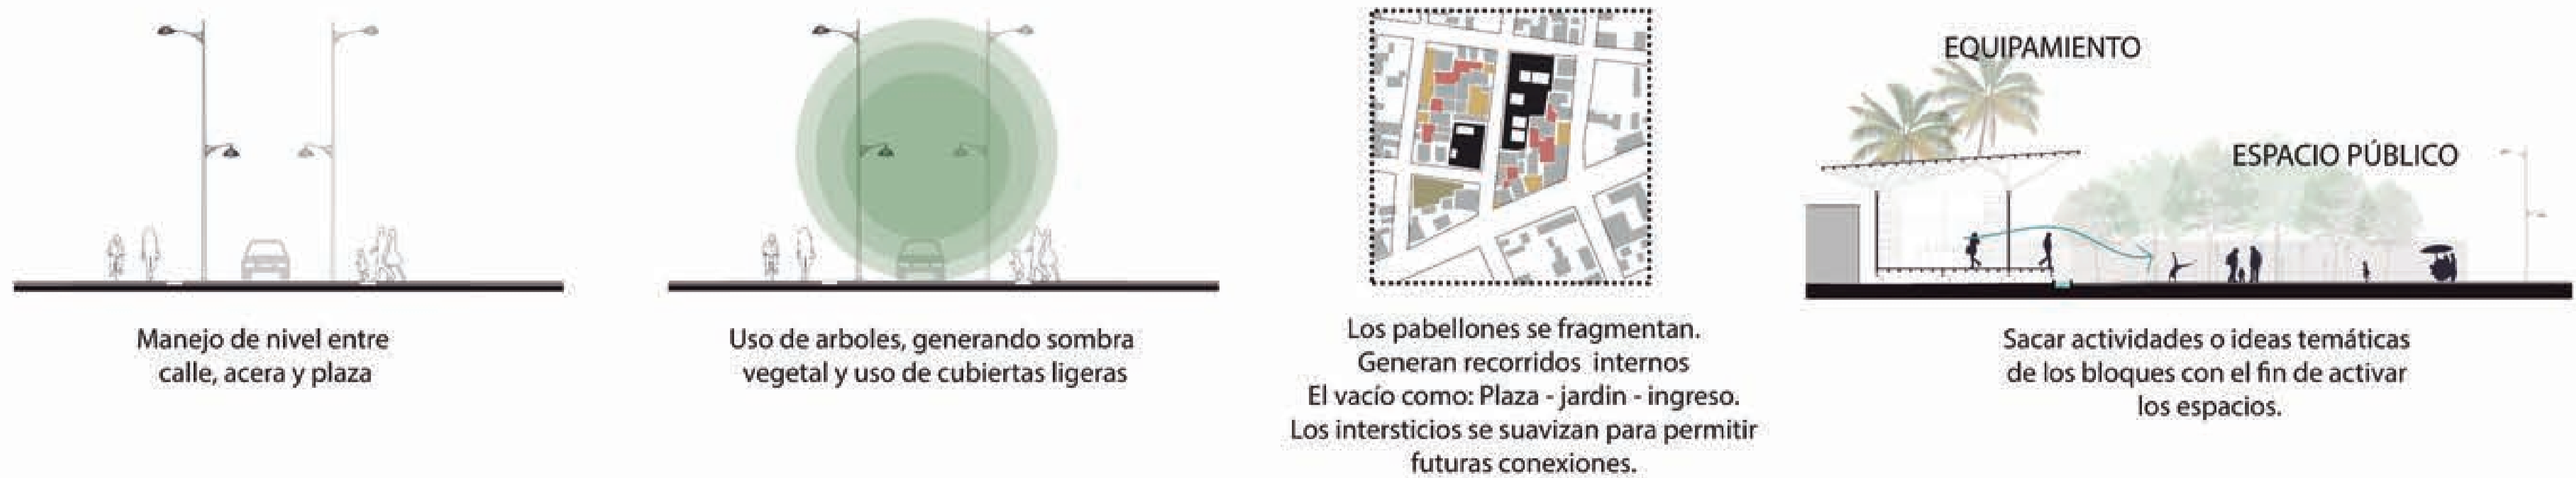 Manejo de nivel entre
calle, acera y plaza
Uso de arboles, generando sombra
vegetal y uso de cubiertas ligeras
Los pabellones se fragmentan.
Generan recorridos internos
El vacío como: Plaza - jardin - ingreso.
Los intersticios se suavizan para permitir
futuras conexiones.
EQUIPAMIENTO
ESPACIO PÚBLICO
Sacar actividades o ideas temáticas
de los bloques con el fin de activar
los espacios.